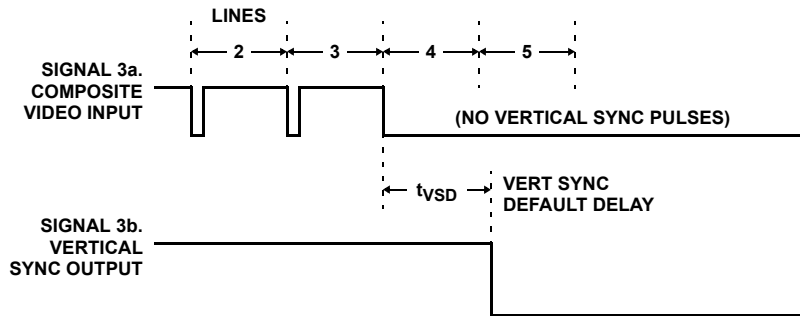 LINES
2 3 4 5
SIGNAL 3a.
COMPOSITE
VIDEO INPUT
(NO VERTICAL SYNC PULSES)
tVSD
VERT SYNC
DEFAULT DELAY
SIGNAL 3b.
VERTICAL
SYNC OUTPUT